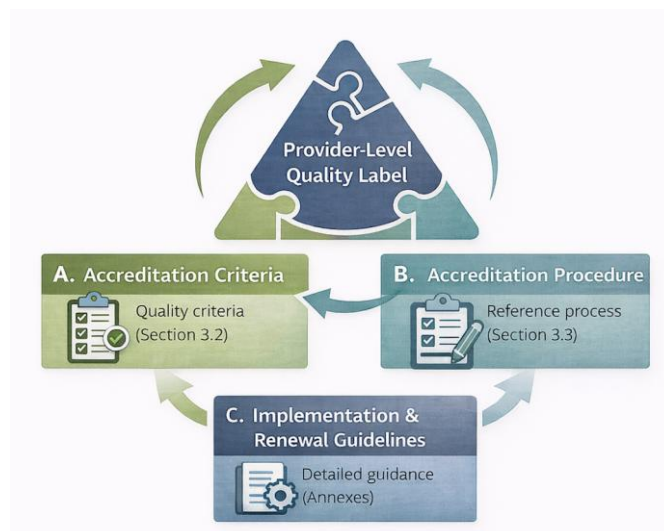 Provider-Level
Quality Label
A. Accreditation Criteria
Quality criteria
(Section 3.2)
B. Accreditation Procedure
Reference process
(Section 3.3)
C. Implementation &
Renewal Guidelines
Detailed guidance
(Annexes)